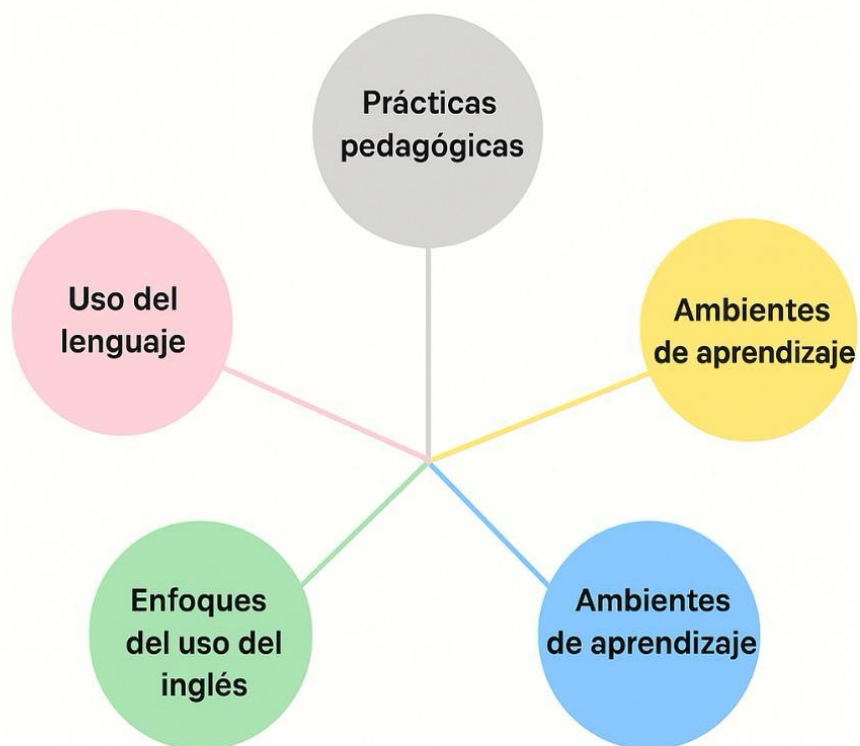 Prácticas
pedagógicas
Uso del
lenguaje
Ambientes
de aprendizaje
Enfoques
del uso del
inglés
Ambientes
de aprendizaje